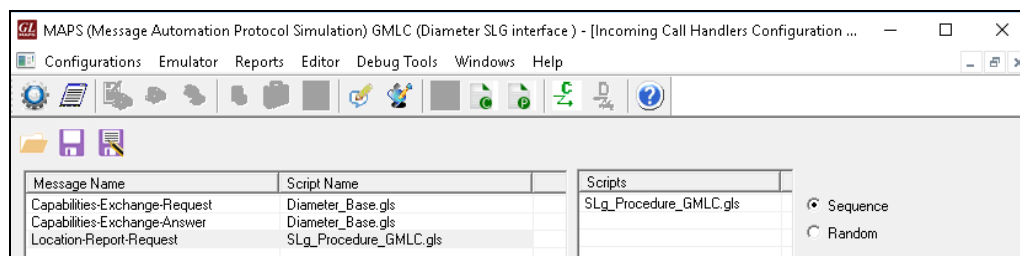 GL MAPS MAPS (Message Automation Protocol Simulation) GMLC (Diameter SLG interface ) - [Incoming Call Handlers Configuration ...
Configurations Emulator Reports Editor Debug Tools Windows Help
C P C D ?
Message Name Script Name Scripts
Capabilities-Exchange-Request Diameter_Base.gls SLg_Procedure_GMLC.gls Sequence
Capabilities-Exchange-Answer Diameter_Base.gls
Location-Report-Request SLg_Procedure_GMLC.gls Random